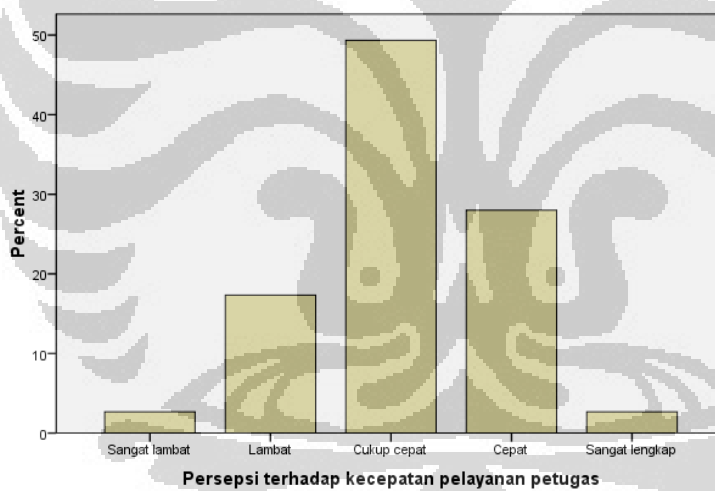 50
40
30
20
10
0
Percent
Sangat lambat Lambat Cukup cepat Cepat Sangat lengkap
Persepsi terhadap kecepatan pelayanan petugas